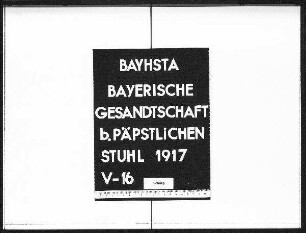 BAYHSTA
BAYERISCHE
GESANDTSCHAFT
b. PÄPSTLICHEN
STUHL 1917
V-16